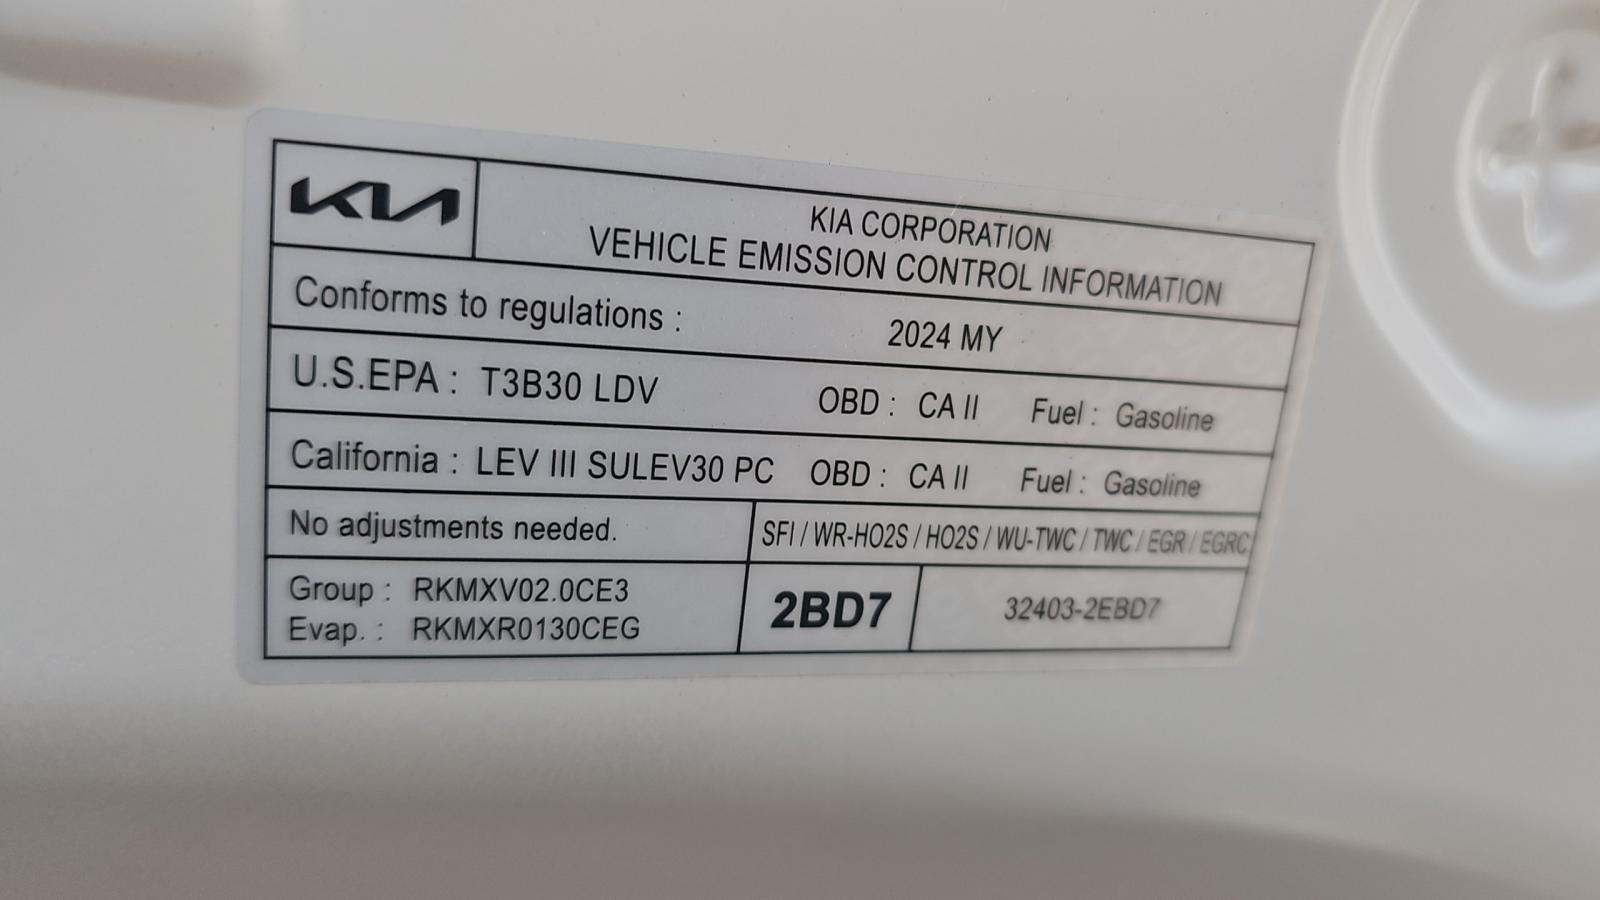 KIA
KIA CORPORATION
VEHICLE EMISSION CONTROL INFORMATION
Conforms to regulations : 2024 MY
U.S.EPA : T3B30 LDV OBD : CA II Fuel : Gasoline
California : LEV III SULEV30 PC OBD : CA II Fuel : Gasoline
No adjustments needed. SFI / WR-HO2S / HO2S / WU-TWC / TWC / EGR / EGRC
Group : RKMXV02.0CE3
Evap. : RKMXR0130CEG
2BD7 32403-2EBD7